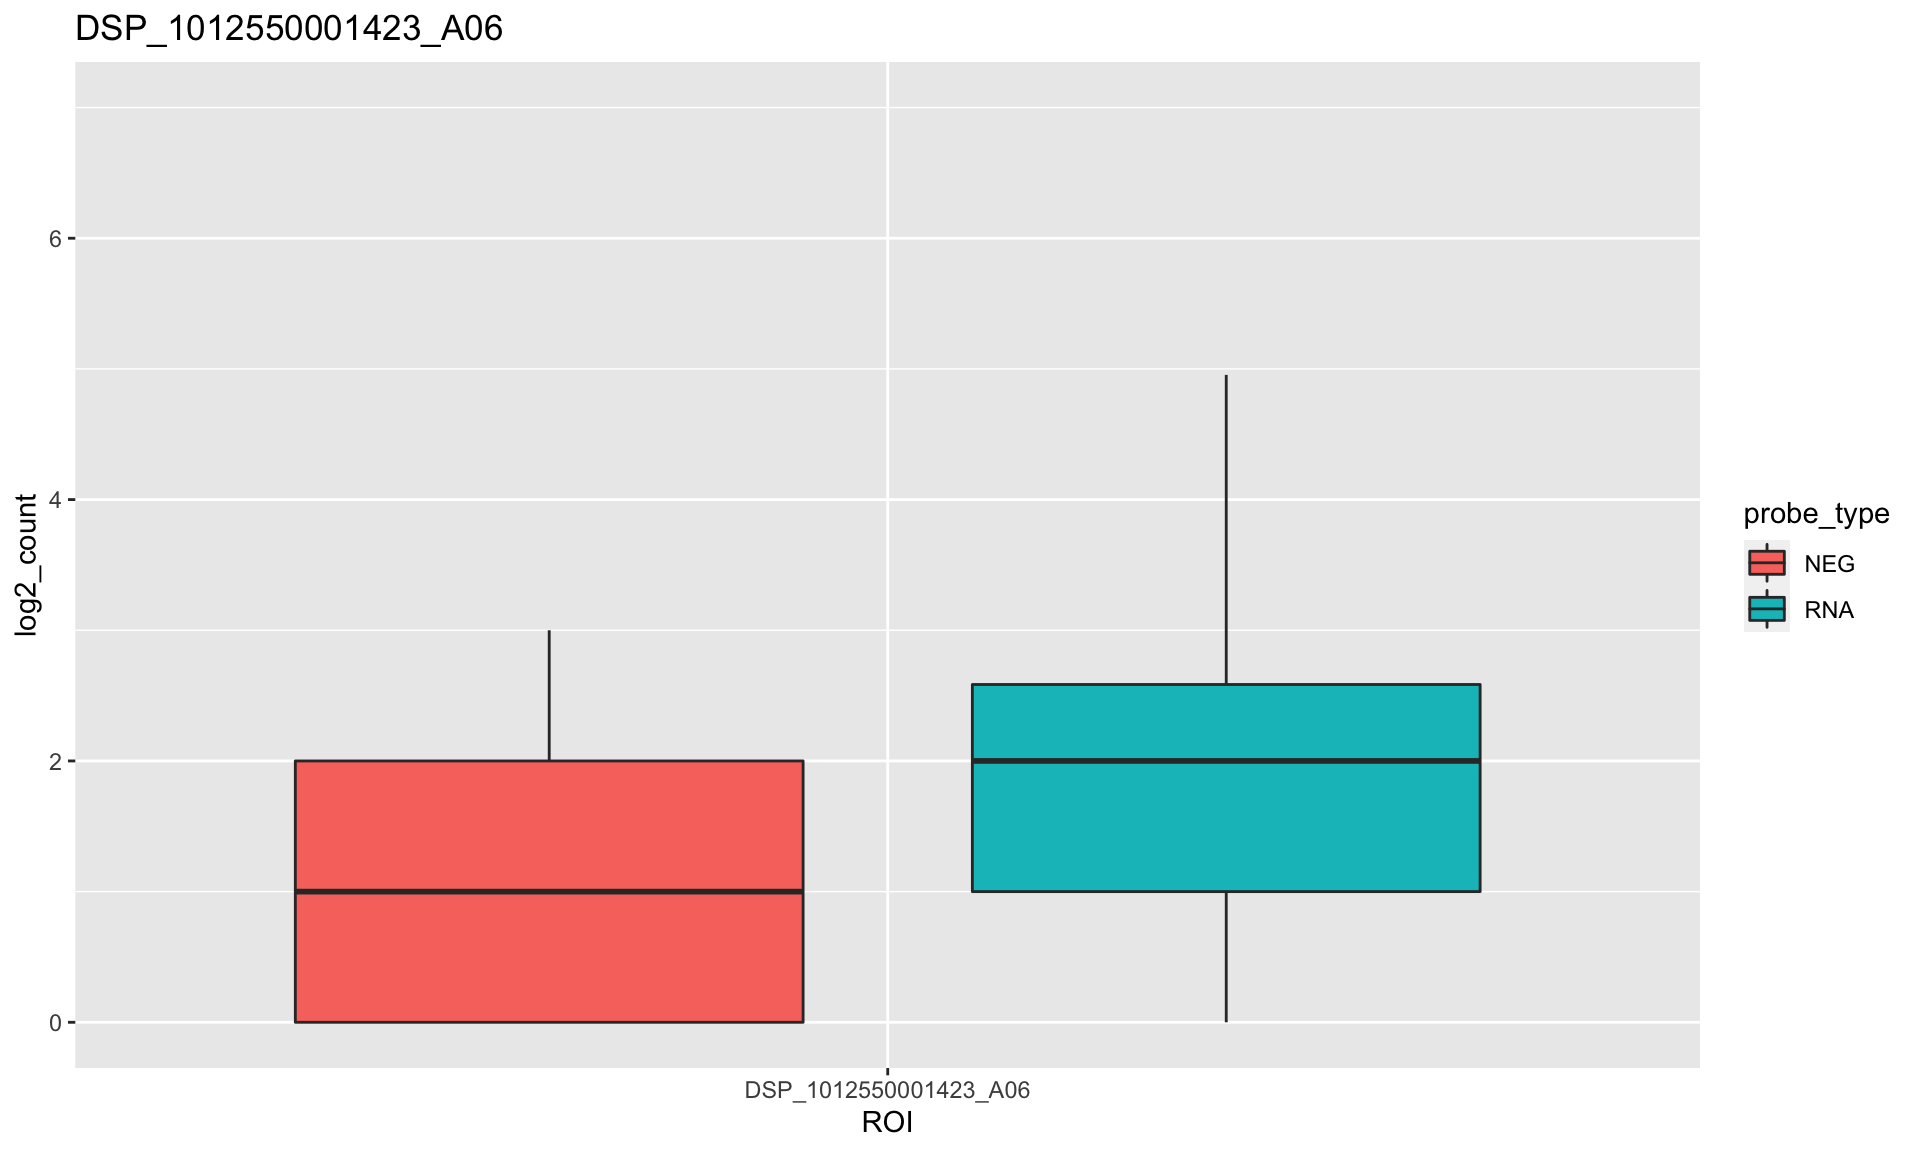 DSP_1012550001423_A06
log2_count
6
4
2
0
DSP_1012550001423_A06
ROI
probe_type
NEG
RNA